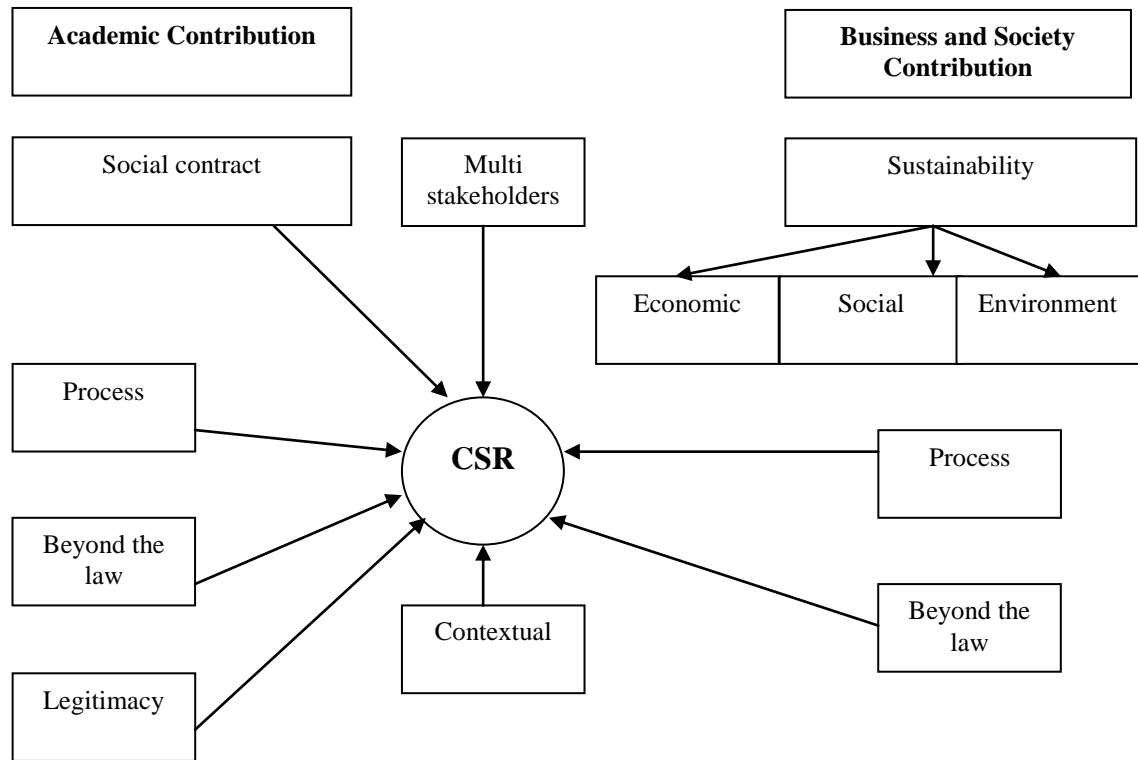 Academic Contribution
Business and Society
Contribution
Social contract
Multi
stakeholders
Sustainability
Economic
Social
Environment
Process
CSR
Process
Beyond the
law
Contextual
Beyond the
law
Legitimacy